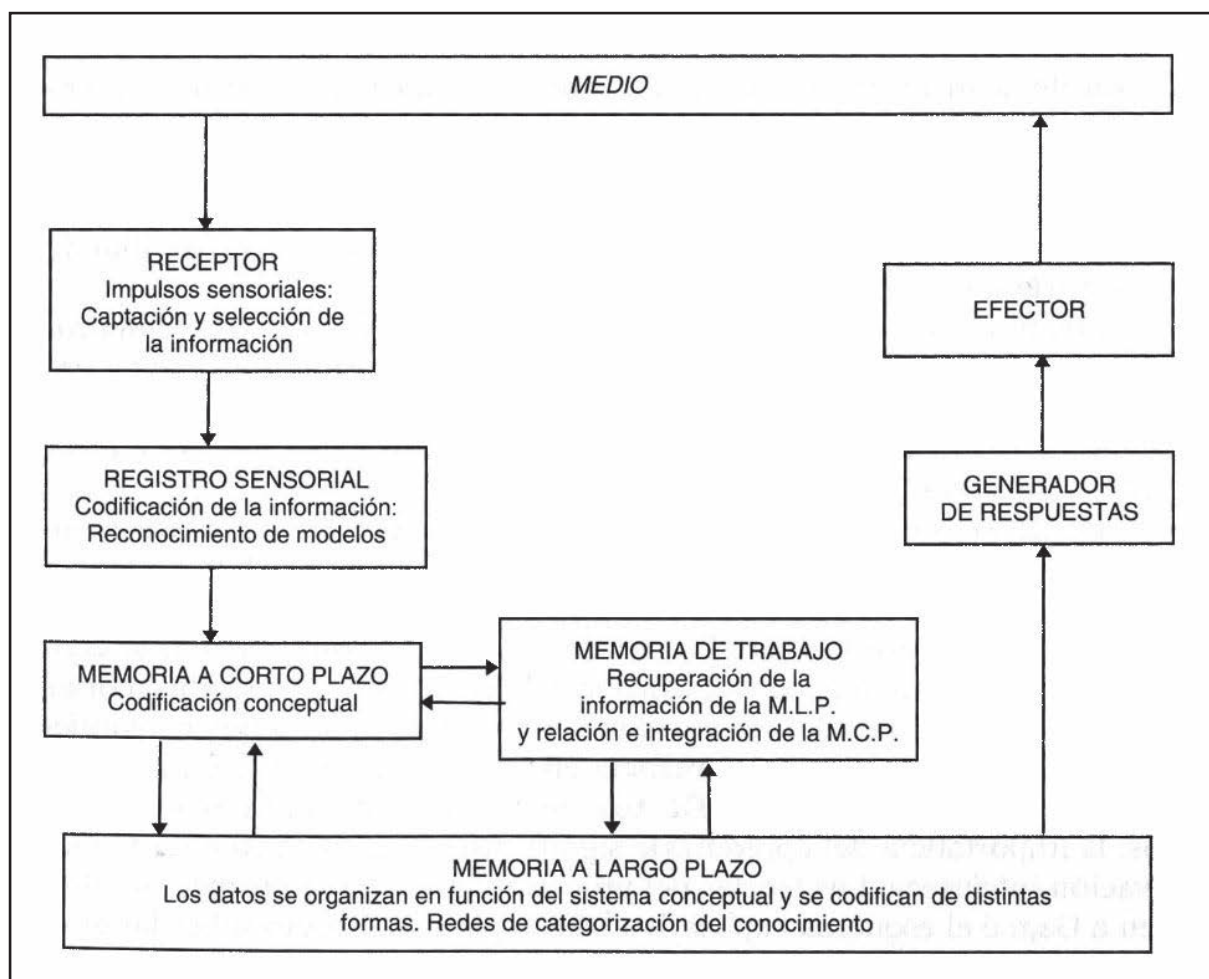 MEDIO
RECEPTOR
Impulsos sensoriales:
Captación y selección de
la información
EFECTOR
REGISTRO SENSORIAL
Codificación de la información:
Reconocimiento de modelos
GENERADOR
DE RESPUESTAS
MEMORIA A CORTO PLAZO
Codificación conceptual
MEMORIA DE TRABAJO
Recuperación de la
información de la M.L.P.
y relación e integración de la M.C.P.
MEMORIA A LARGO PLAZO
Los datos se organizan en función del sistema conceptual y se codifican de distintas
formas. Redes de categorización del conocimiento